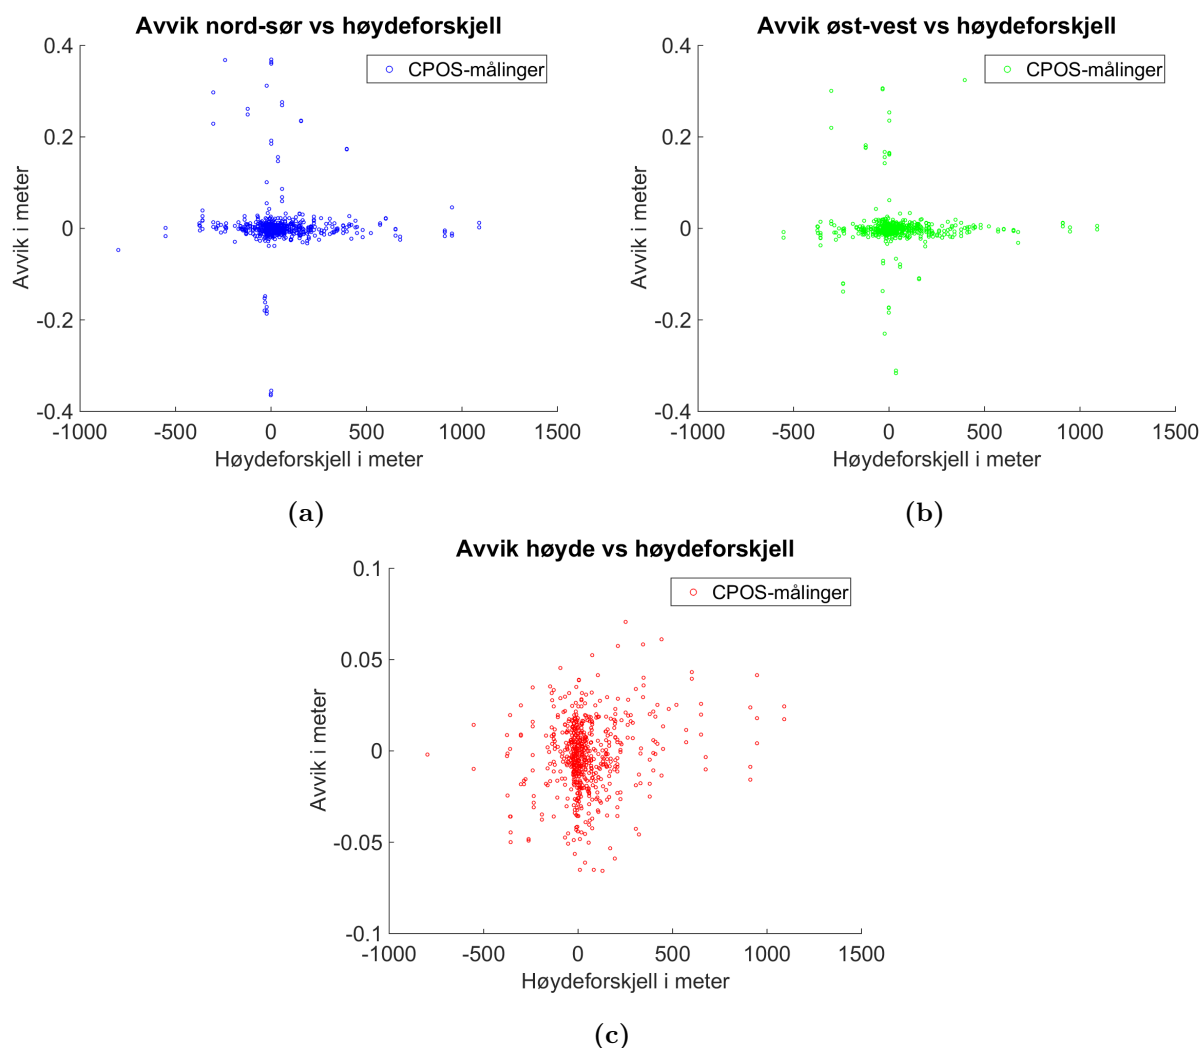 Avvik nord-sør vs høydeforskjell
0.4
CPOS-målinger
0.2
0
-0.2
-0.4
Avvik i meter
-1000 -500 0 500 1000 1500
Høydeforskjell i meter
(a)
Avvik øst-vest vs høydeforskjell
0.4
CPOS-målinger
0.2
0
-0.2
-0.4
Avvik i meter
-1000 -500 0 500 1000 1500
Høydeforskjell i meter
(b)
Avvik høyde vs høydeforskjell
0.1
CPOS-målinger
0.05
0
-0.05
-0.1
Avvik i meter
-1000 -500 0 500 1000 1500
Høydeforskjell i meter
(c)